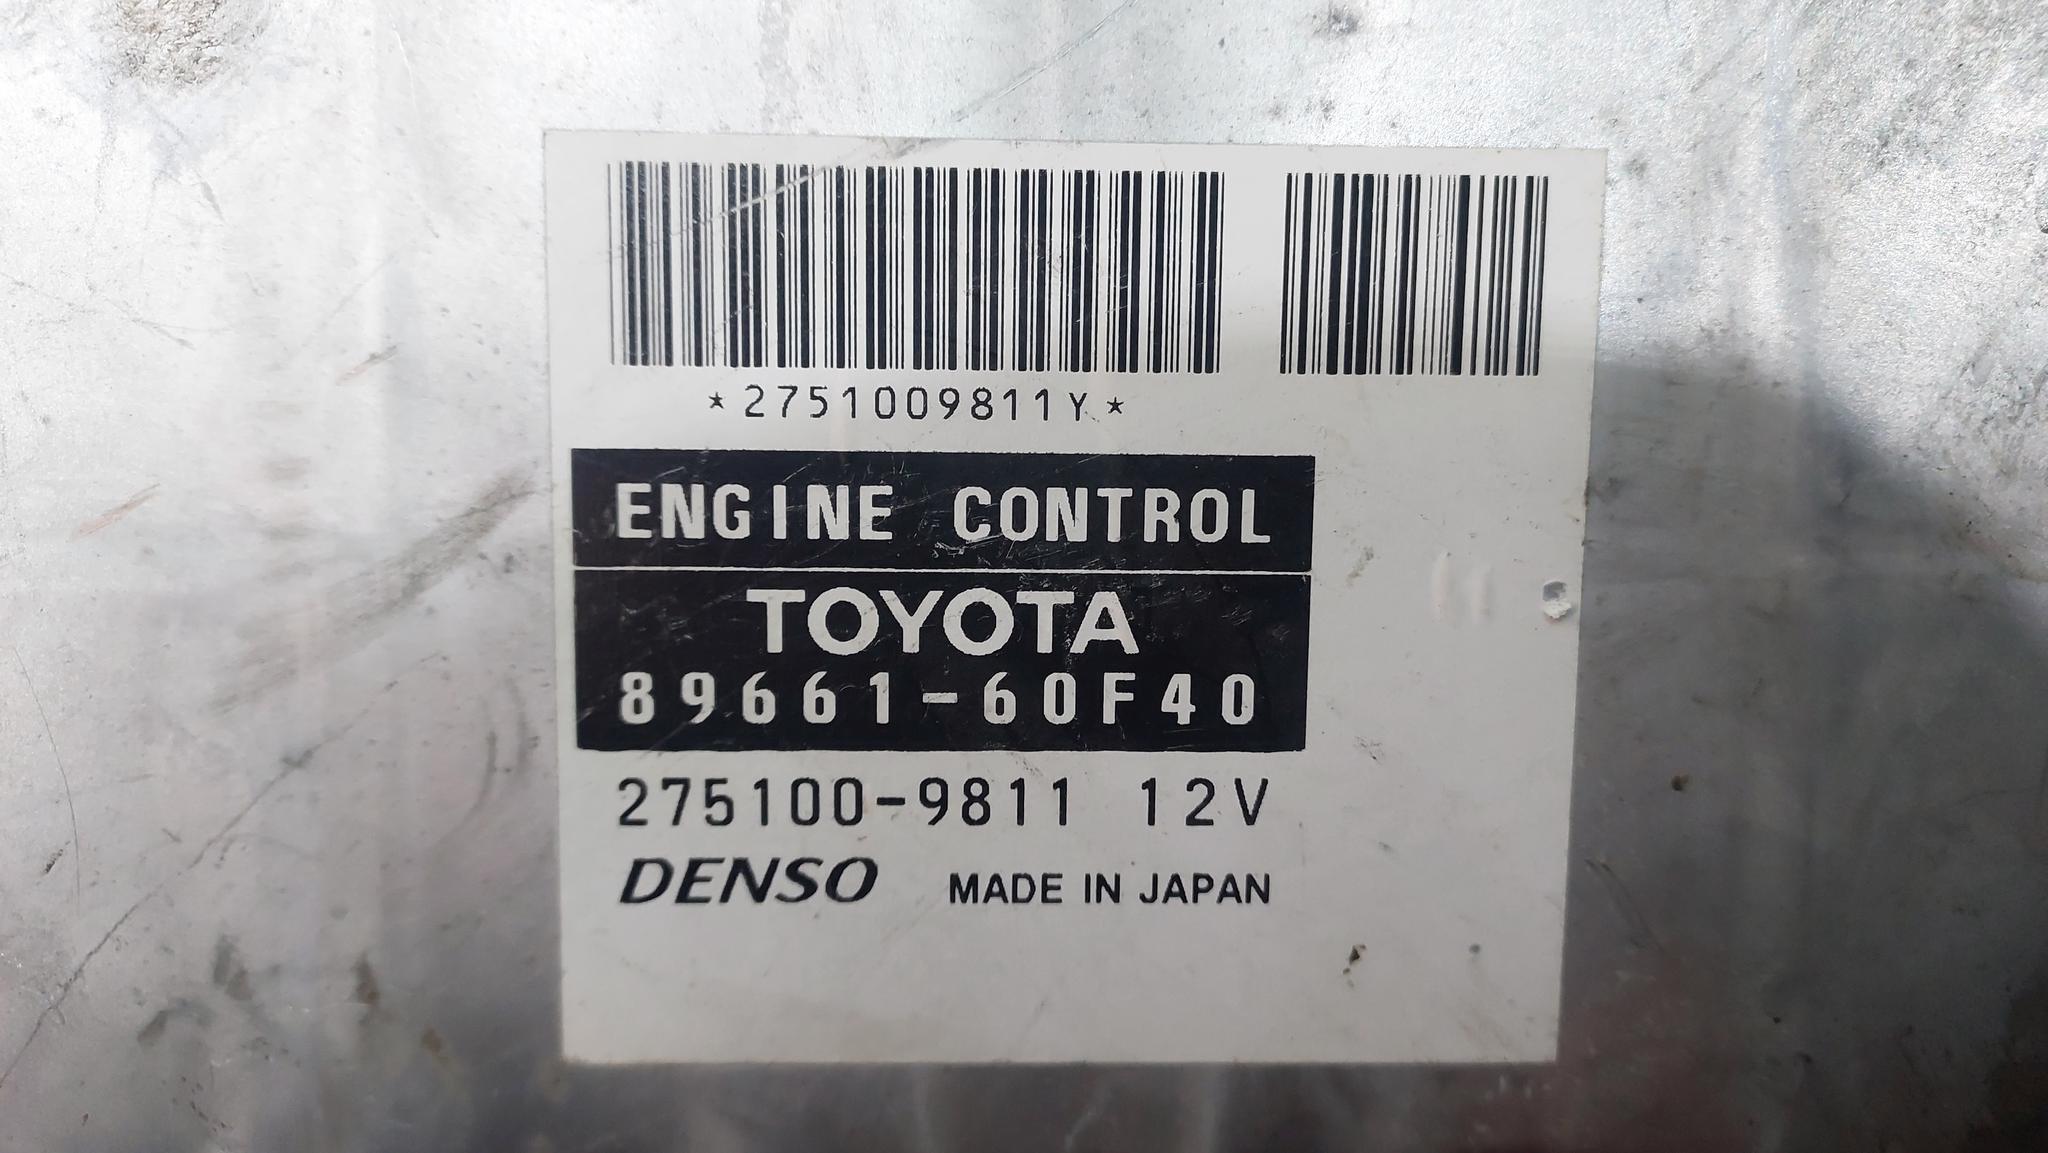 *2751009811Y*
ENGINE CONTROL
TOYOTA
89661-60F40
275100-9811 12V
DENSO MADE IN JAPAN